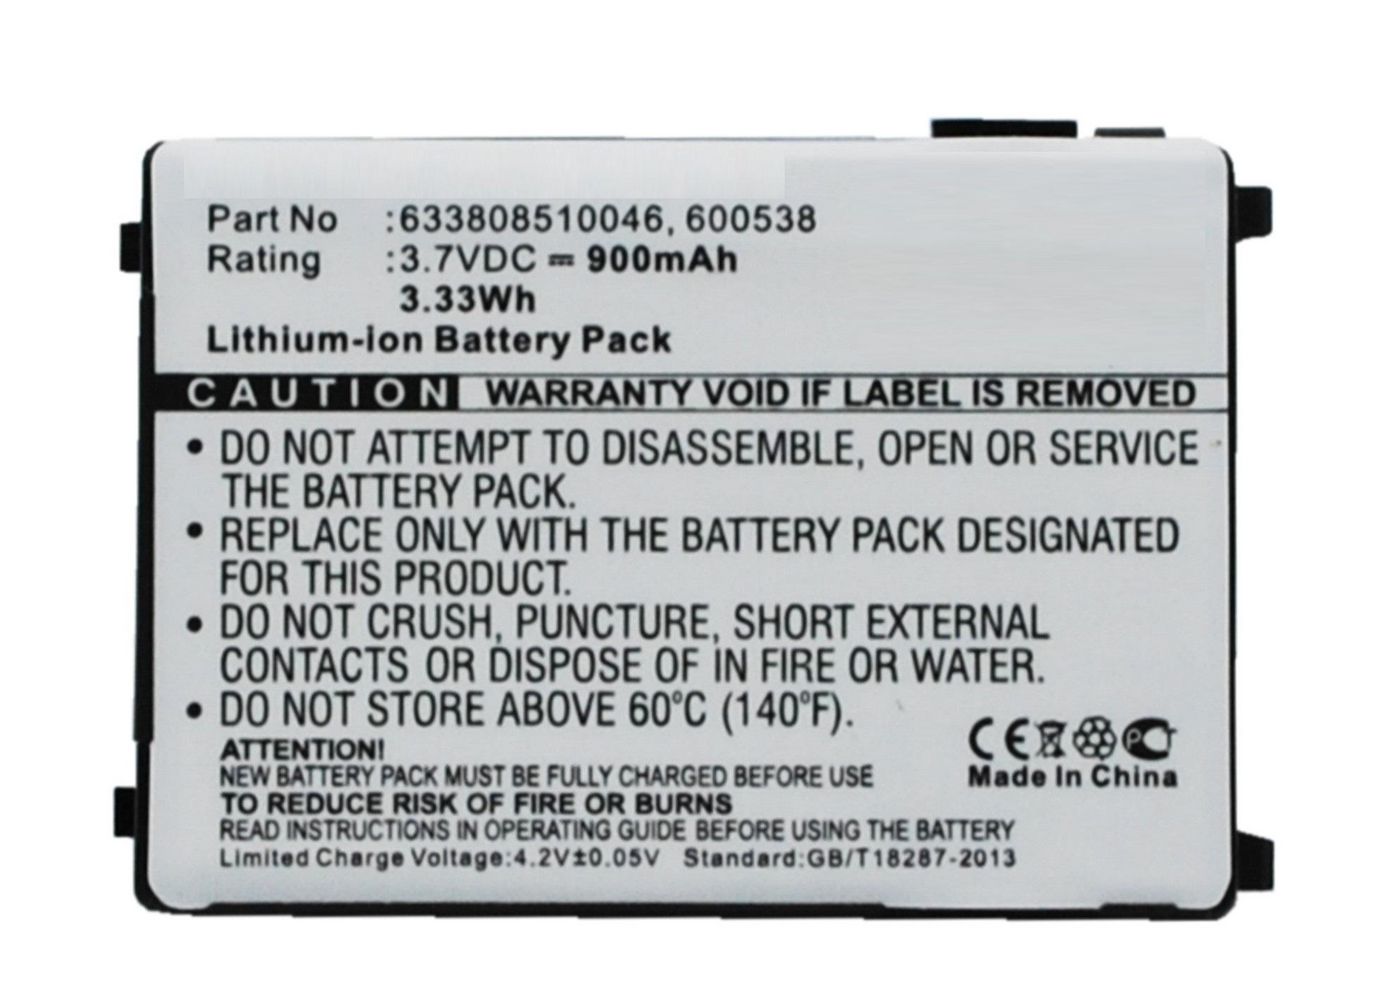 Part No :633808510046, 600538
Rating :3.7VDC ⎓ 900mAh
3.33Wh
Lithium-ion Battery Pack
CAUTION WARRANTY VOID IF LABEL IS REMOVED
• DO NOT ATTEMPT TO DISASSEMBLE, OPEN OR SERVICE
THE BATTERY PACK.
• REPLACE ONLY WITH THE BATTERY PACK DESIGNATED
FOR THIS PRODUCT.
• DO NOT CRUSH, PUNCTURE, SHORT EXTERNAL
CONTACTS OR DISPOSE OF IN FIRE OR WATER.
• DO NOT STORE ABOVE 60°C (140°F).
ATTENTION!
NEW BATTERY PACK MUST BE FULLY CHARGED BEFORE USE
TO REDUCE RISK OF FIRE OR BURNS
READ INSTRUCTIONS IN OPERATING GUIDE BEFORE USING THE BATTERY
Limited Charge Voltage:4.2V±0.05V Standard:GB/T18287-2013
CE
Made In China